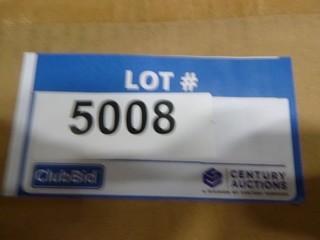 LOT #
5008
ClubBid
CENTURY
AUCTIONS